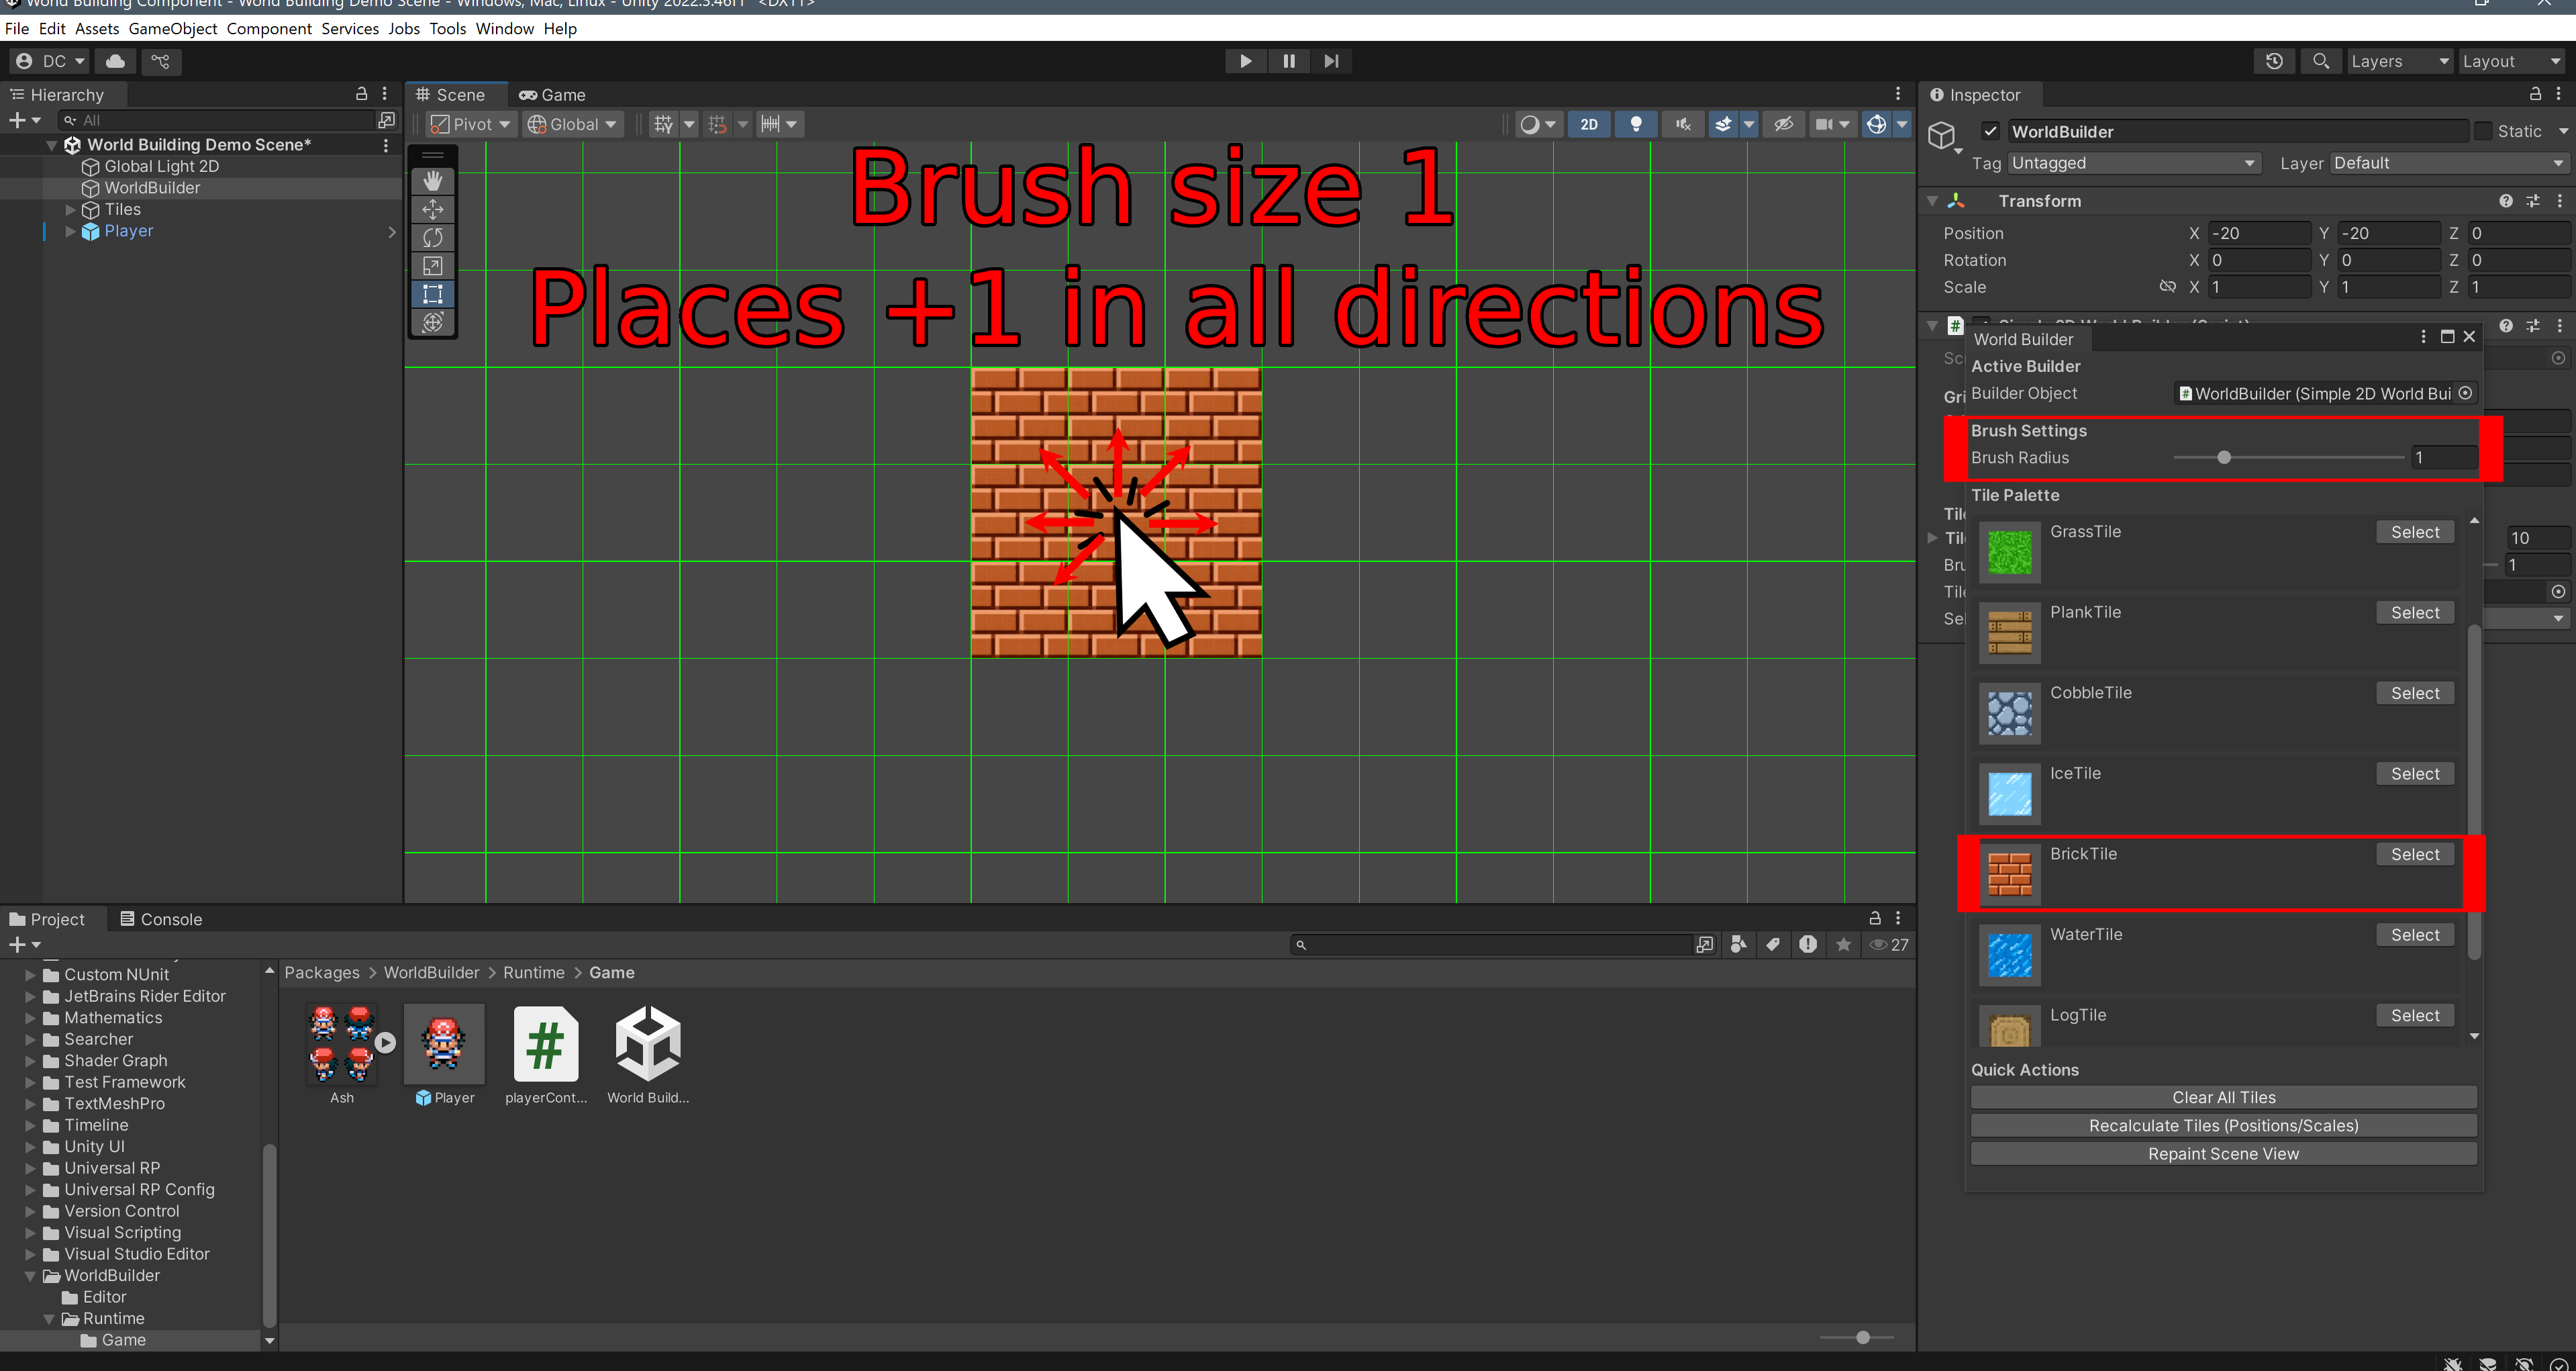 World Building Component - World Building Demo Scene - Windows, Mac, Linux - Unity 2022.3.46f1 <DX11>
File Edit Assets GameObject Component Services Jobs Tools Window Help
DC
Layers
Layout
Hierarchy
All
World Building Demo Scene*
Global Light 2D
WorldBuilder
Tiles
Player
Scene
Game
Pivot
Global
2D
Brush size 1
Places +1 in all directions
Inspector
WorldBuilder
Static
Tag Untagged
Layer Default
Transform
Position X -20 Y -20 Z 0
Rotation X 0 Y 0 Z 0
Scale X 1 Y 1 Z 1
World Builder
Active Builder
Builder Object
WorldBuilder (Simple 2D World Bui
Brush Settings
Brush Radius
1
Tile Palette
GrassTile
Select
10
1
PlankTile
Select
CobbleTile
Select
IceTile
Select
BrickTile
Select
WaterTile
Select
LogTile
Select
Quick Actions
Clear All Tiles
Recalculate Tiles (Positions/Scales)
Repaint Scene View
Project
Console
27
Custom NUnit
JetBrains Rider Editor
Mathematics
Searcher
Shader Graph
Test Framework
TextMeshPro
Timeline
Unity UI
Universal RP
Universal RP Config
Version Control
Visual Scripting
Visual Studio Editor
WorldBuilder
Editor
Runtime
Game
Packages > WorldBuilder > Runtime > Game
Ash
Player
playerCont...
World Build...